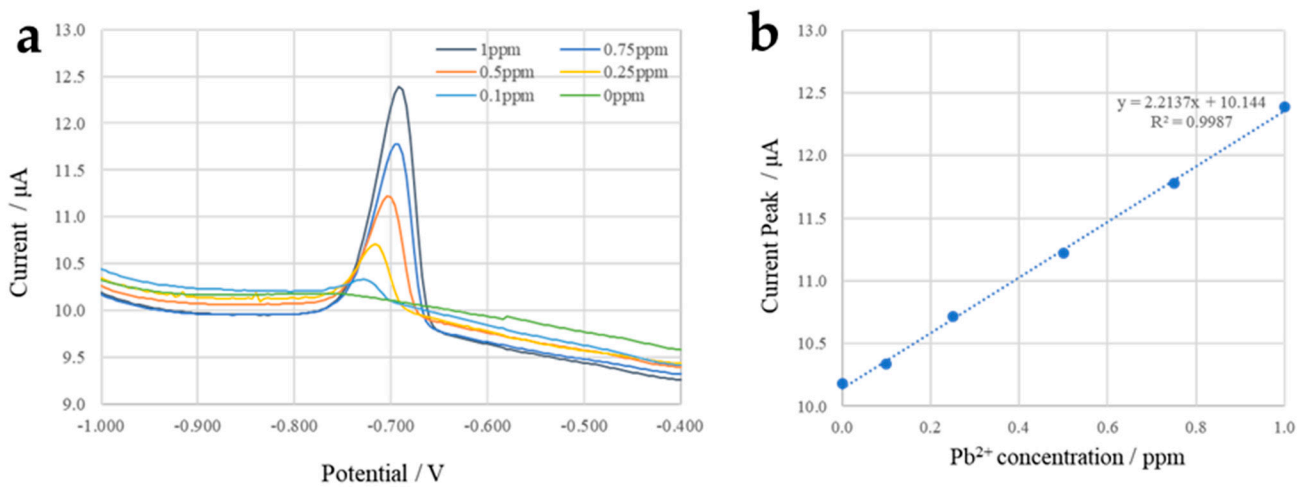 a
13.0
12.5
12.0
11.5
11.0
10.5
10.0
9.5
9.0
Current / µA
1ppm 0.75ppm
0.5ppm 0.25ppm
0.1ppm 0ppm
-1.000 -0.900 -0.800 -0.700 -0.600 -0.500 -0.400
Potential / V
b
13.0
12.5
12.0
11.5
11.0
10.5
10.0
Current Peak / µA
y = 2.2137x + 10.144
R² = 0.9987
0.0 0.2 0.4 0.6 0.8 1.0
Pb²⁺ concentration / ppm